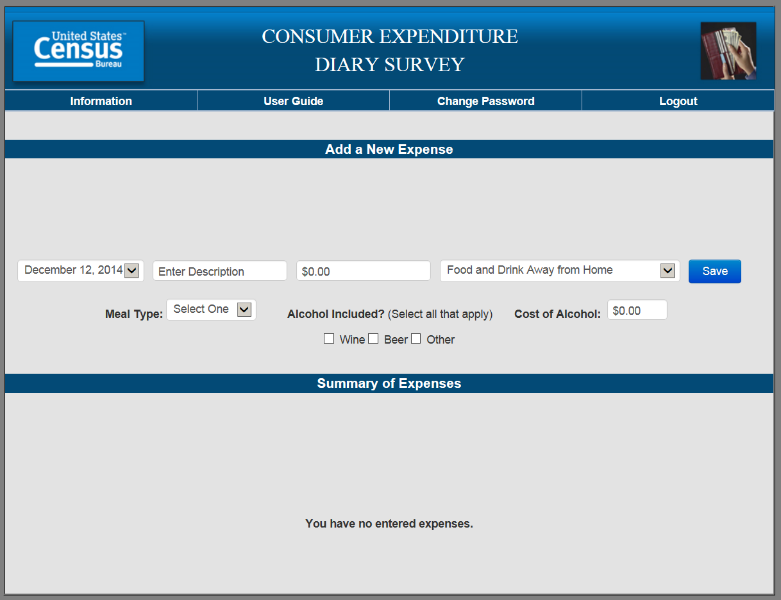 United States™
Census
Bureau
CONSUMER EXPENDITURE
DIARY SURVEY
Information User Guide Change Password Logout
Add a New Expense
December 12, 2014 Enter Description $0.00 Food and Drink Away from Home Save
Meal Type: Select One Alcohol Included? (Select all that apply) Cost of Alcohol: $0.00
Wine Beer Other
Summary of Expenses
You have no entered expenses.